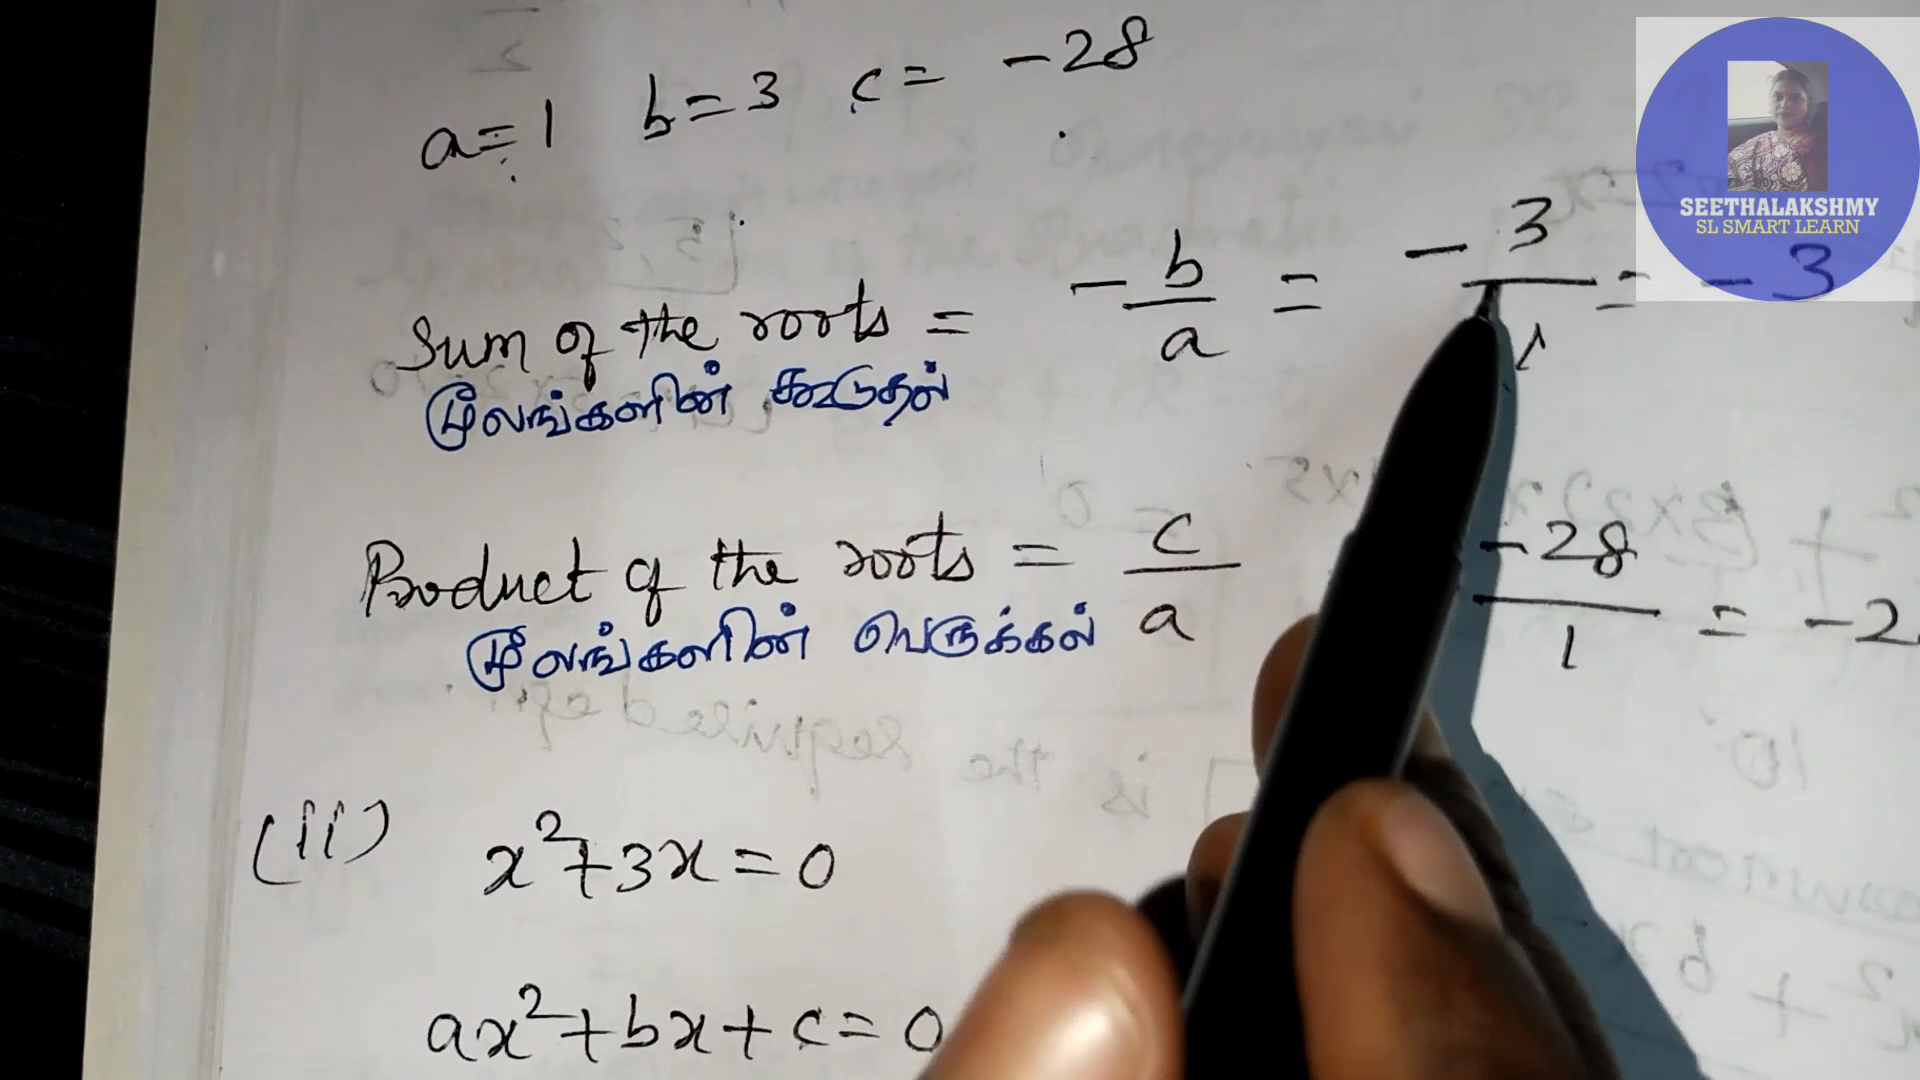 a=1 b=3 c= -28
Sum of the roots = -b/a = -3/1 = -3
மூலங்களின் கூடுதல்
Product of the roots = c/a -28/1 = -2
மூலங்களின் பெருக்கல்
(ii) x²+3x=0
ax²+bx+c=0
SEETHALAKSHMY
SL SMART LEARN